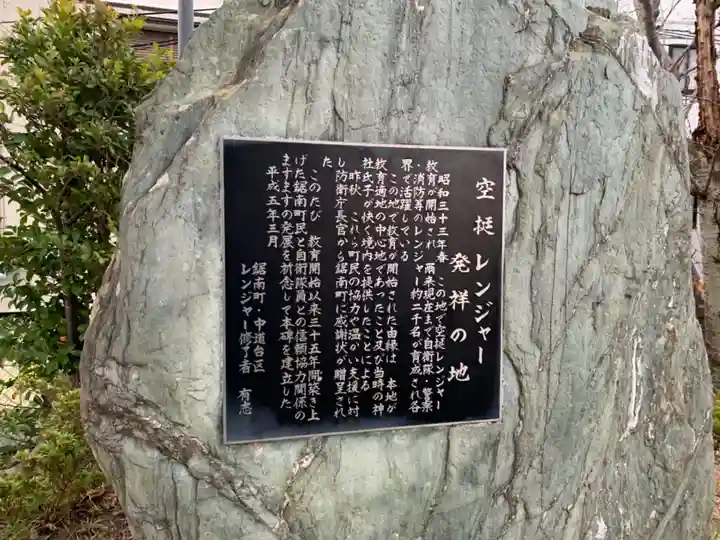 空挺レンジャー
発祥の地
昭和三十三年春 この地で空挺レンジャー
教育が開始され 爾来現在まで自衛隊・警察
・消防等のレンジャー約二千名が育成され各
界で活躍している
この地で教育が開始された由縁は 本地が
教育適地の中心地であったこと及び当時の神
社氏子が快く境内を提供したことによる
昨秋 これら町民の協力や温かい支援に対
し防衛庁長官から鋸南町に感謝状が贈呈され
た
このたび 教育開始以来三十五年間築き上
げた鋸南町民と自衛隊員との信頼協力関係の
ますますの発展を祈念して本碑を建立した
平成五年三月
鋸南町・中道台区
レンジャー修了者 有志